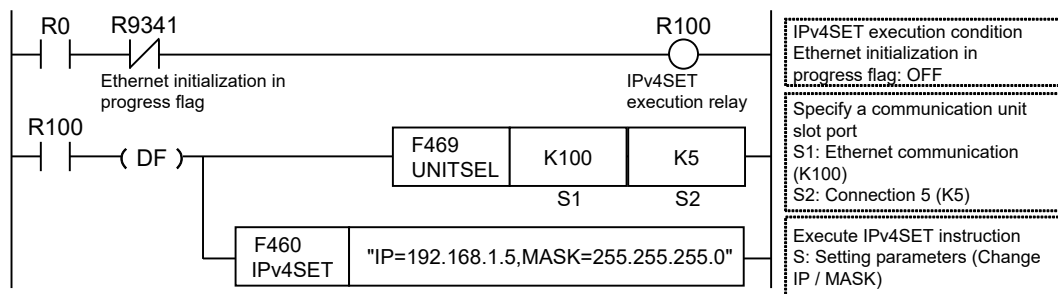 R0 R9341 R100
Ethernet initialization in
progress flag
IPv4SET
execution relay
IPv4SET execution condition
Ethernet initialization in
progress flag: OFF
R100
( DF )
F469
UNITSEL
K100
K5
S1
S2
Specify a communication unit
slot port
S1: Ethernet communication
(K100)
S2: Connection 5 (K5)
F460
IPv4SET
"IP=192.168.1.5,MASK=255.255.255.0"
Execute IPv4SET instruction
S: Setting parameters (Change
IP / MASK)